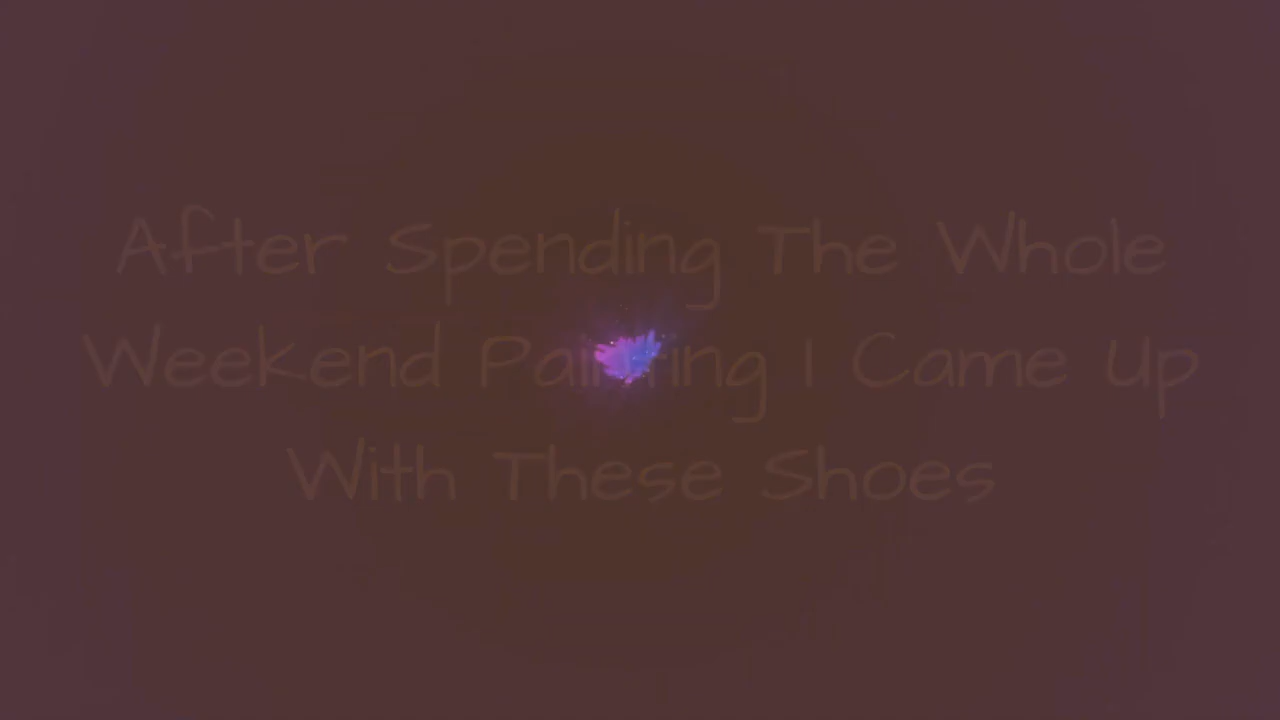 After Spending The Whole
Weekend Painting I Came Up
With These Shoes